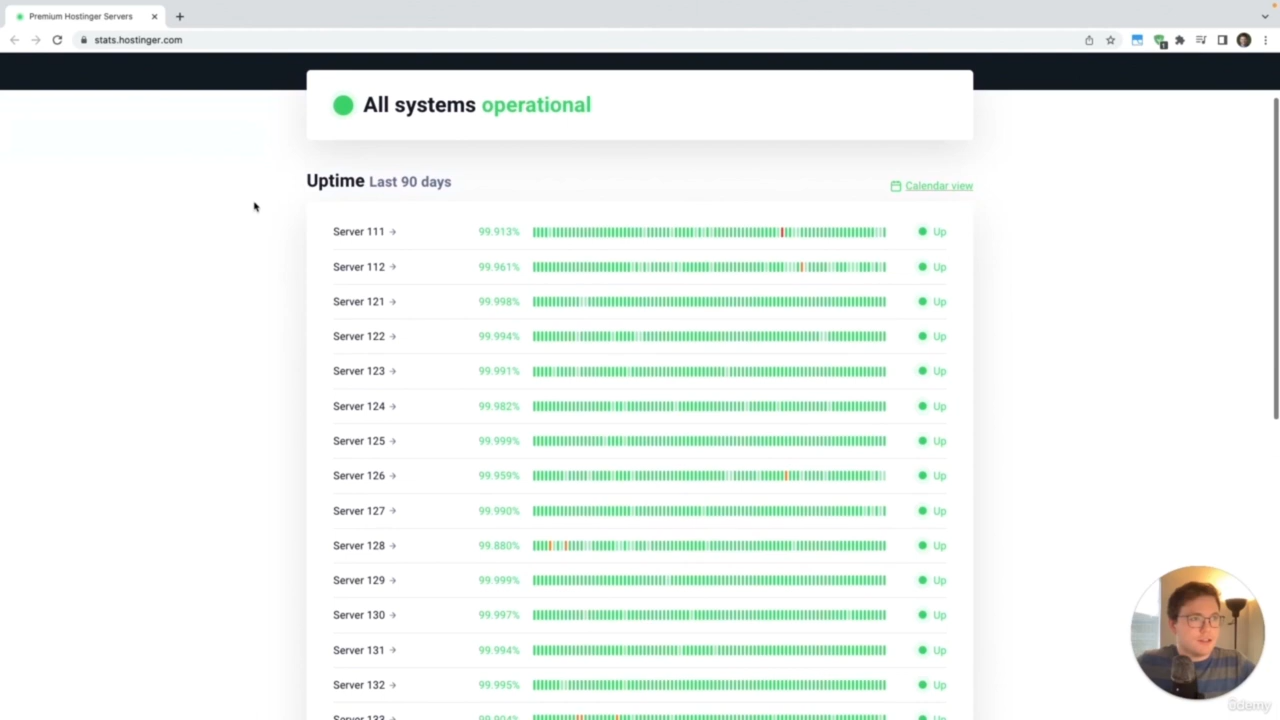 Premium Hostinger Servers
stats.hostinger.com
1
All systems operational
Uptime Last 90 days
Calendar view
Server 111 → 99.913% Up
Server 112 → 99.961% Up
Server 121 → 99.998% Up
Server 122 → 99.994% Up
Server 123 → 99.991% Up
Server 124 → 99.982% Up
Server 125 → 99.999% Up
Server 126 → 99.959% Up
Server 127 → 99.990% Up
Server 128 → 99.880% Up
Server 129 → 99.999% Up
Server 130 → 99.997% Up
Server 131 → 99.994% Up
Server 132 → 99.995% Up
Server 133
ûdemy